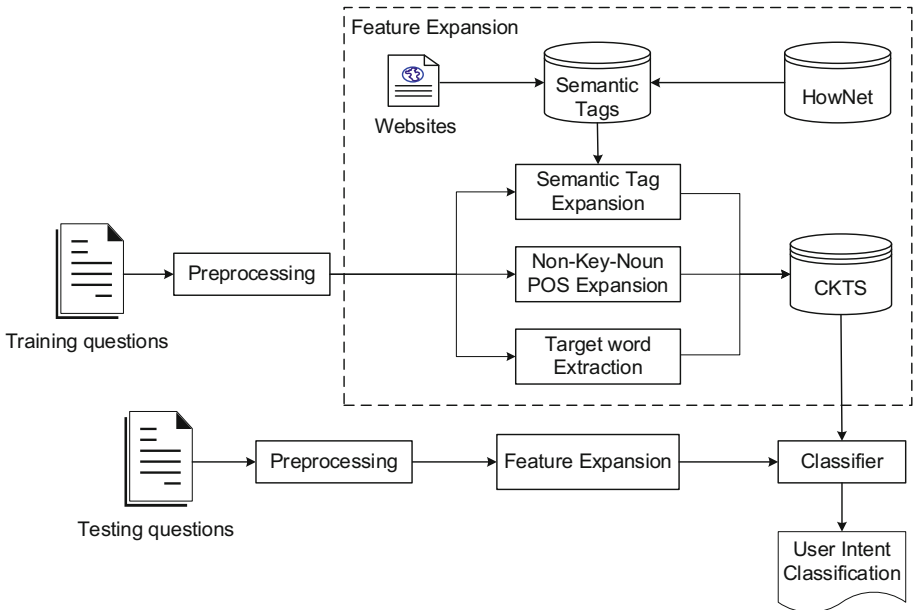 Feature Expansion
Websites
Semantic
Tags
HowNet
Semantic Tag
Expansion
Training questions
Preprocessing
Non-Key-Noun
POS Expansion
CKTS
Target word
Extraction
Testing questions
Preprocessing
Feature Expansion
Classifier
User Intent
Classification